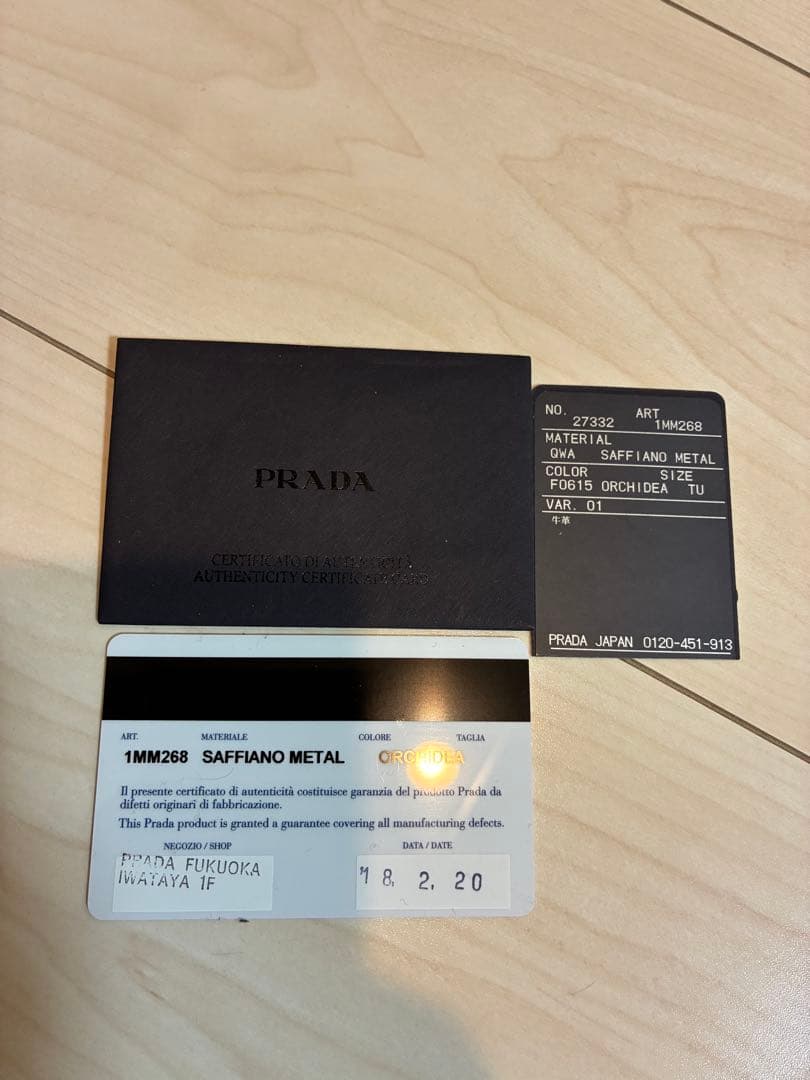 PRADA
CERTIFICATO DI AUTENTICITÀ
AUTHENTICITY CERTIFICATE CARD
NO. ART
27332 1MM268
MATERIAL
QWA SAFFIANO METAL
COLOR SIZE
F0615 ORCHIDEA TU
VAR. 01
牛革
PRADA JAPAN 0120-451-913
ART. MATERIALE COLORE TAGLIA
1MM268 SAFFIANO METAL ORCHIDEA
Il presente certificato di autenticità costituisce garanzia del prodotto Prada da
difetti originari di fabbricazione.
This Prada product is granted a guarantee covering all manufacturing defects.
NEGOZIO / SHOP DATA / DATE
PRADA FUKUOKA
IWATAYA 1F
'18. 2. 20